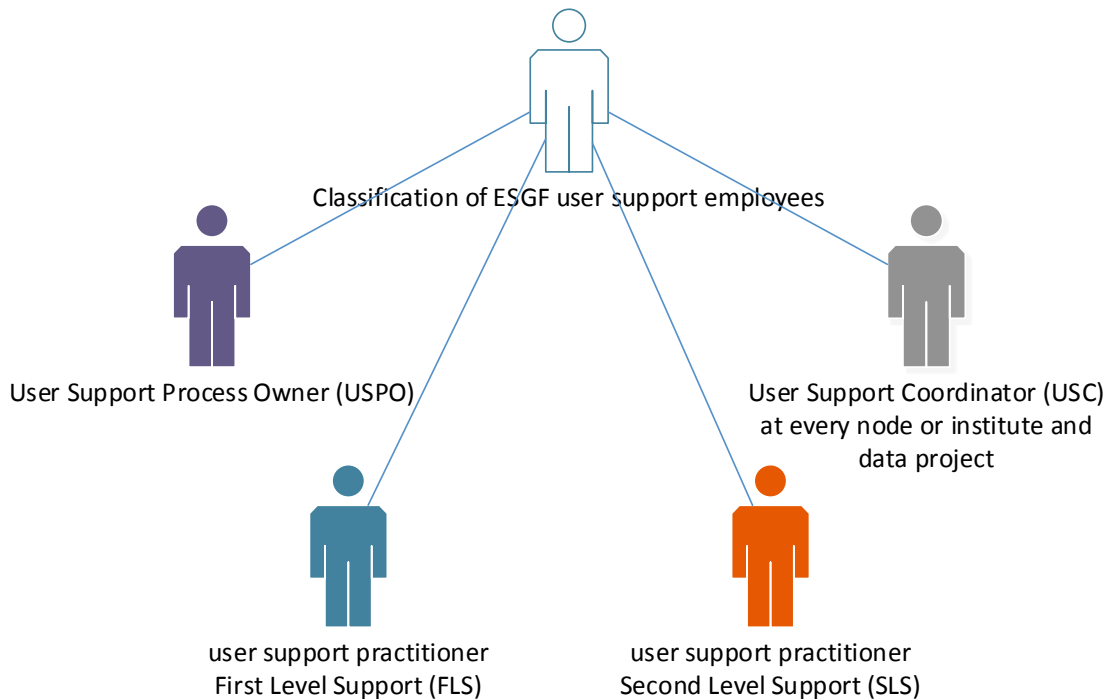 Classification of ESGF user support employees
User Support Process Owner (USPO)
User Support Coordinator (USC)
at every node or institute and
data project
user support practitioner
First Level Support (FLS)
user support practitioner
Second Level Support (SLS)